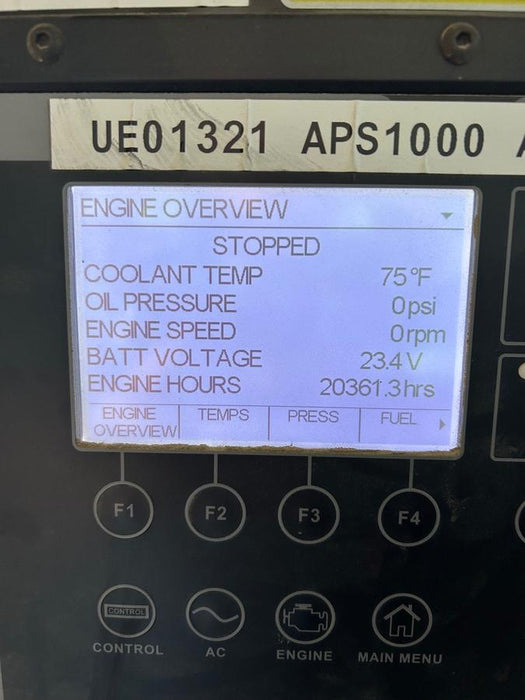 UE01321 APS1000
ENGINE OVERVIEW
STOPPED
COOLANT TEMP 75°F
OIL PRESSURE 0psi
ENGINE SPEED 0rpm
BATT VOLTAGE 23.4V
ENGINE HOURS 20361.3hrs
ENGINE OVERVIEW TEMPS PRESS FUEL
F1 F2 F3 F4
CONTROL
CONTROL AC ENGINE MAIN MENU